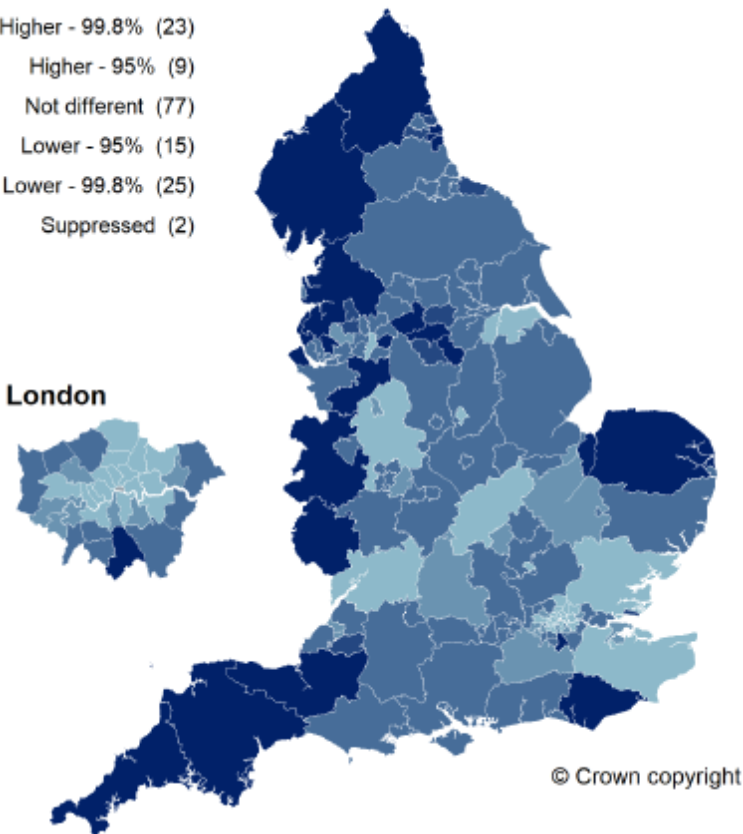 Higher - 99.8% (23)
Higher - 95% (9)
Not different (77)
Lower - 95% (15)
Lower - 99.8% (25)
Suppressed (2)
London
© Crown copyright